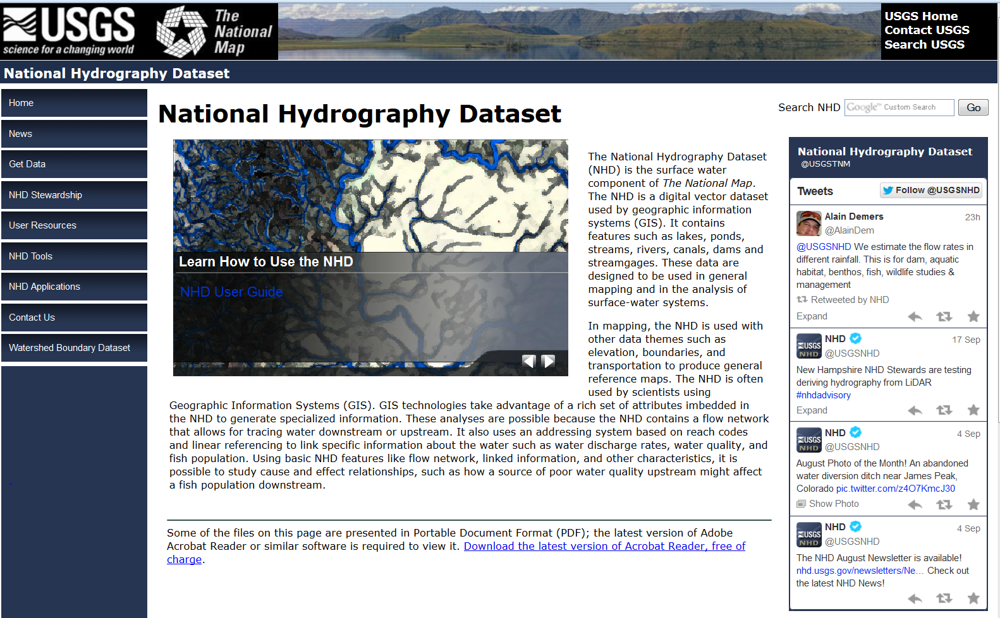 USGS
science for a changing world
The
National
Map
USGS Home
Contact USGS
Search USGS
National Hydrography Dataset
Home
News
Get Data
NHD Stewardship
User Resources
NHD Tools
NHD Applications
Contact Us
Watershed Boundary Dataset
National Hydrography Dataset
Search NHD Google™ Custom Search Go
Learn How to Use the NHD
NHD User Guide
The National Hydrography Dataset
(NHD) is the surface water
component of The National Map.
The NHD is a digital vector dataset
used by geographic information
systems (GIS). It contains
features such as lakes, ponds,
streams, rivers, canals, dams and
streamgages. These data are
designed to be used in general
mapping and in the analysis of
surface-water systems.
In mapping, the NHD is used with
other data themes such as
elevation, boundaries, and
transportation to produce general
reference maps. The NHD is often
used by scientists using
Geographic Information Systems (GIS). GIS technologies take advantage of a rich set of attributes imbedded in
the NHD to generate specialized information. These analyses are possible because the NHD contains a flow network
that allows for tracing water downstream or upstream. It also uses an addressing system based on reach codes
and linear referencing to link specific information about the water such as water discharge rates, water quality, and
fish population. Using basic NHD features like flow network, linked information, and other characteristics, it is
possible to study cause and effect relationships, such as how a source of poor water quality upstream might affect
a fish population downstream.
Some of the files on this page are presented in Portable Document Format (PDF); the latest version of Adobe
Acrobat Reader or similar software is required to view it. Download the latest version of Acrobat Reader, free of
charge.
National Hydrography Dataset
@USGSTNM
Tweets Follow @USGSNHD
Alain Demers 23h
@AlainDem
@USGSNHD We estimate the flow rates in
different rainfall. This is for dam, aquatic
habitat, benthos, fish, wildlife studies &
management
Retweeted by NHD
Expand
USGS
NHD
NHD 17 Sep
@USGSNHD
New Hampshire NHD Stewards are testing
deriving hydrography from LiDAR
#nhdadvisory
Expand
USGS
NHD
NHD 4 Sep
@USGSNHD
August Photo of the Month! An abandoned
water diversion ditch near James Peak,
Colorado pic.twitter.com/z4O7KmcJ30
Show Photo
USGS
NHD
NHD 4 Sep
@USGSNHD
The NHD August Newsletter is available!
nhd.usgs.gov/newsletters/Ne… Check out
the latest NHD News!